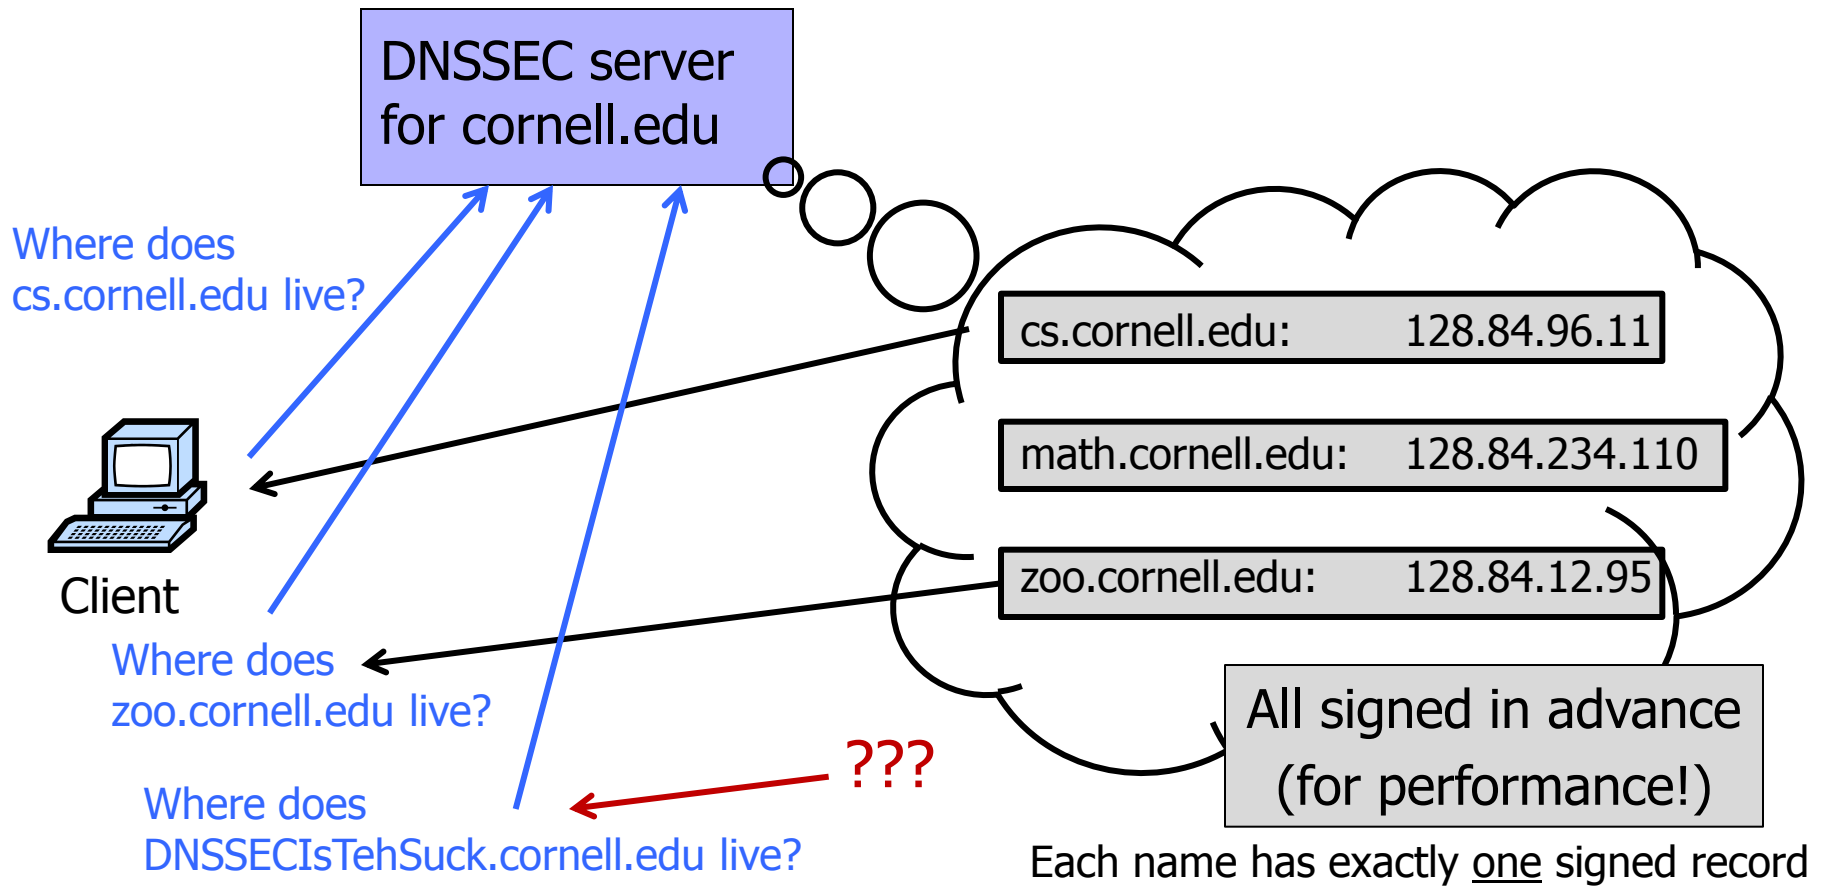 DNSSEC server
for cornell.edu
Where does
cs.cornell.edu live?
cs.cornell.edu: 128.84.96.11
math.cornell.edu: 128.84.234.110
zoo.cornell.edu: 128.84.12.95
Client
Where does
zoo.cornell.edu live?
All signed in advance
(for performance!)
???
Where does
DNSSECIsTehSuck.cornell.edu live?
Each name has exactly one signed record